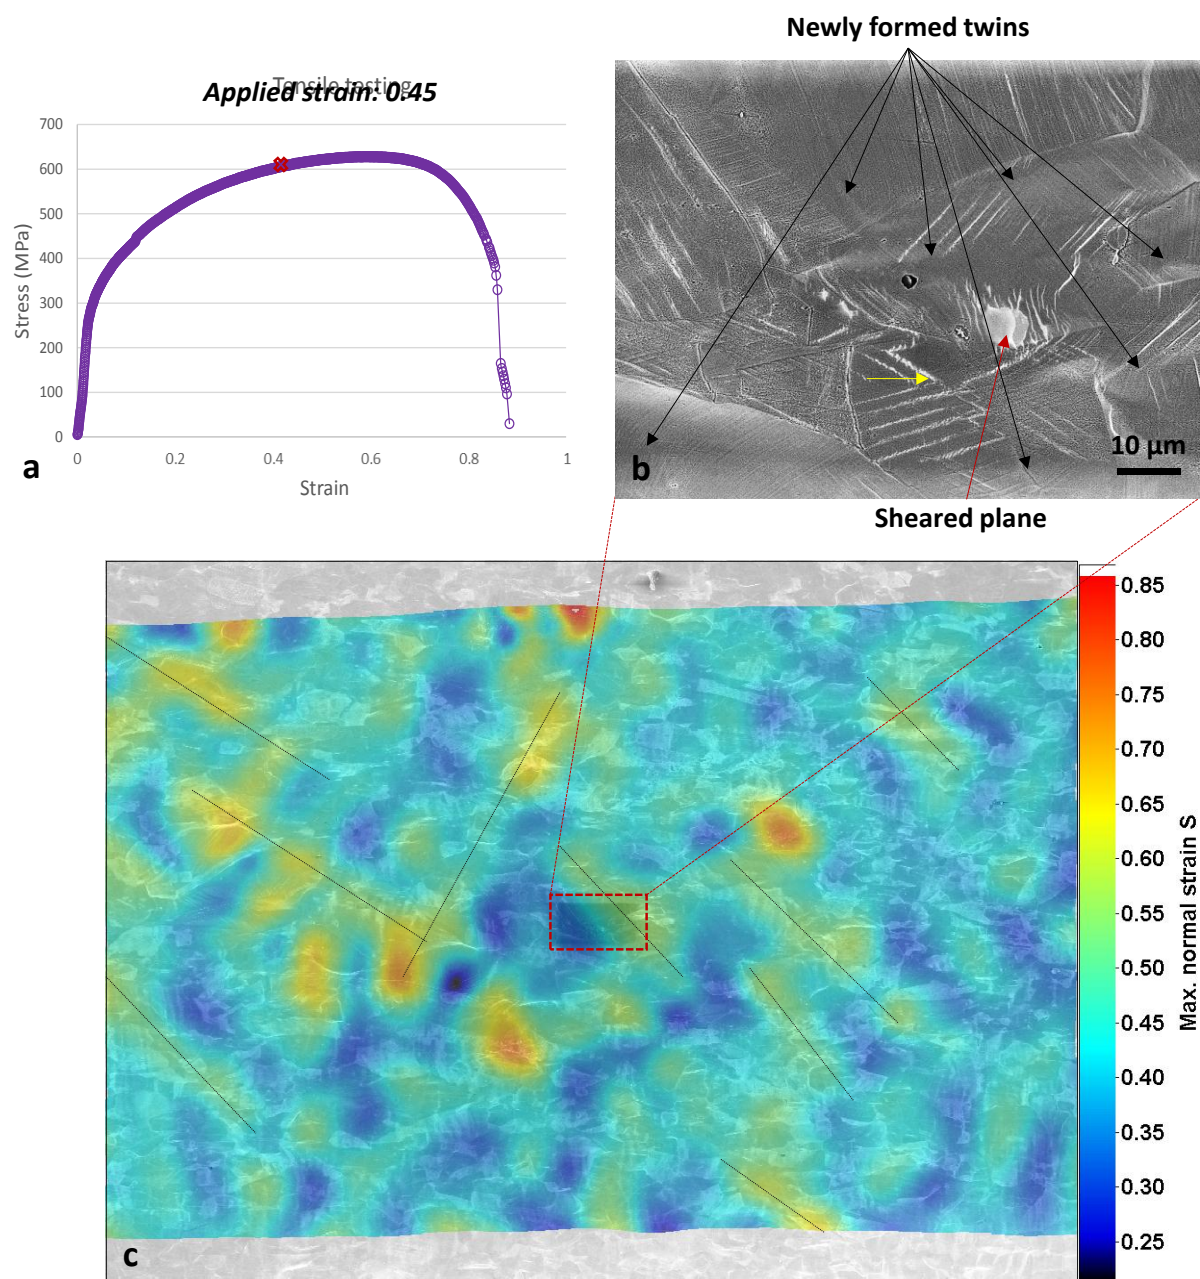 Newly formed twins
Tensile testing
Applied strain: 0.45
700
600
500
400
300
200
100
0
Stress (MPa)
0
0.2
0.4
0.6
0.8
1
Strain
a
b
10 µm
Sheared plane
0.85
0.80
0.75
0.70
0.65
0.60
0.55
0.50
0.45
0.40
0.35
0.30
0.25
Max. normal strain S
c